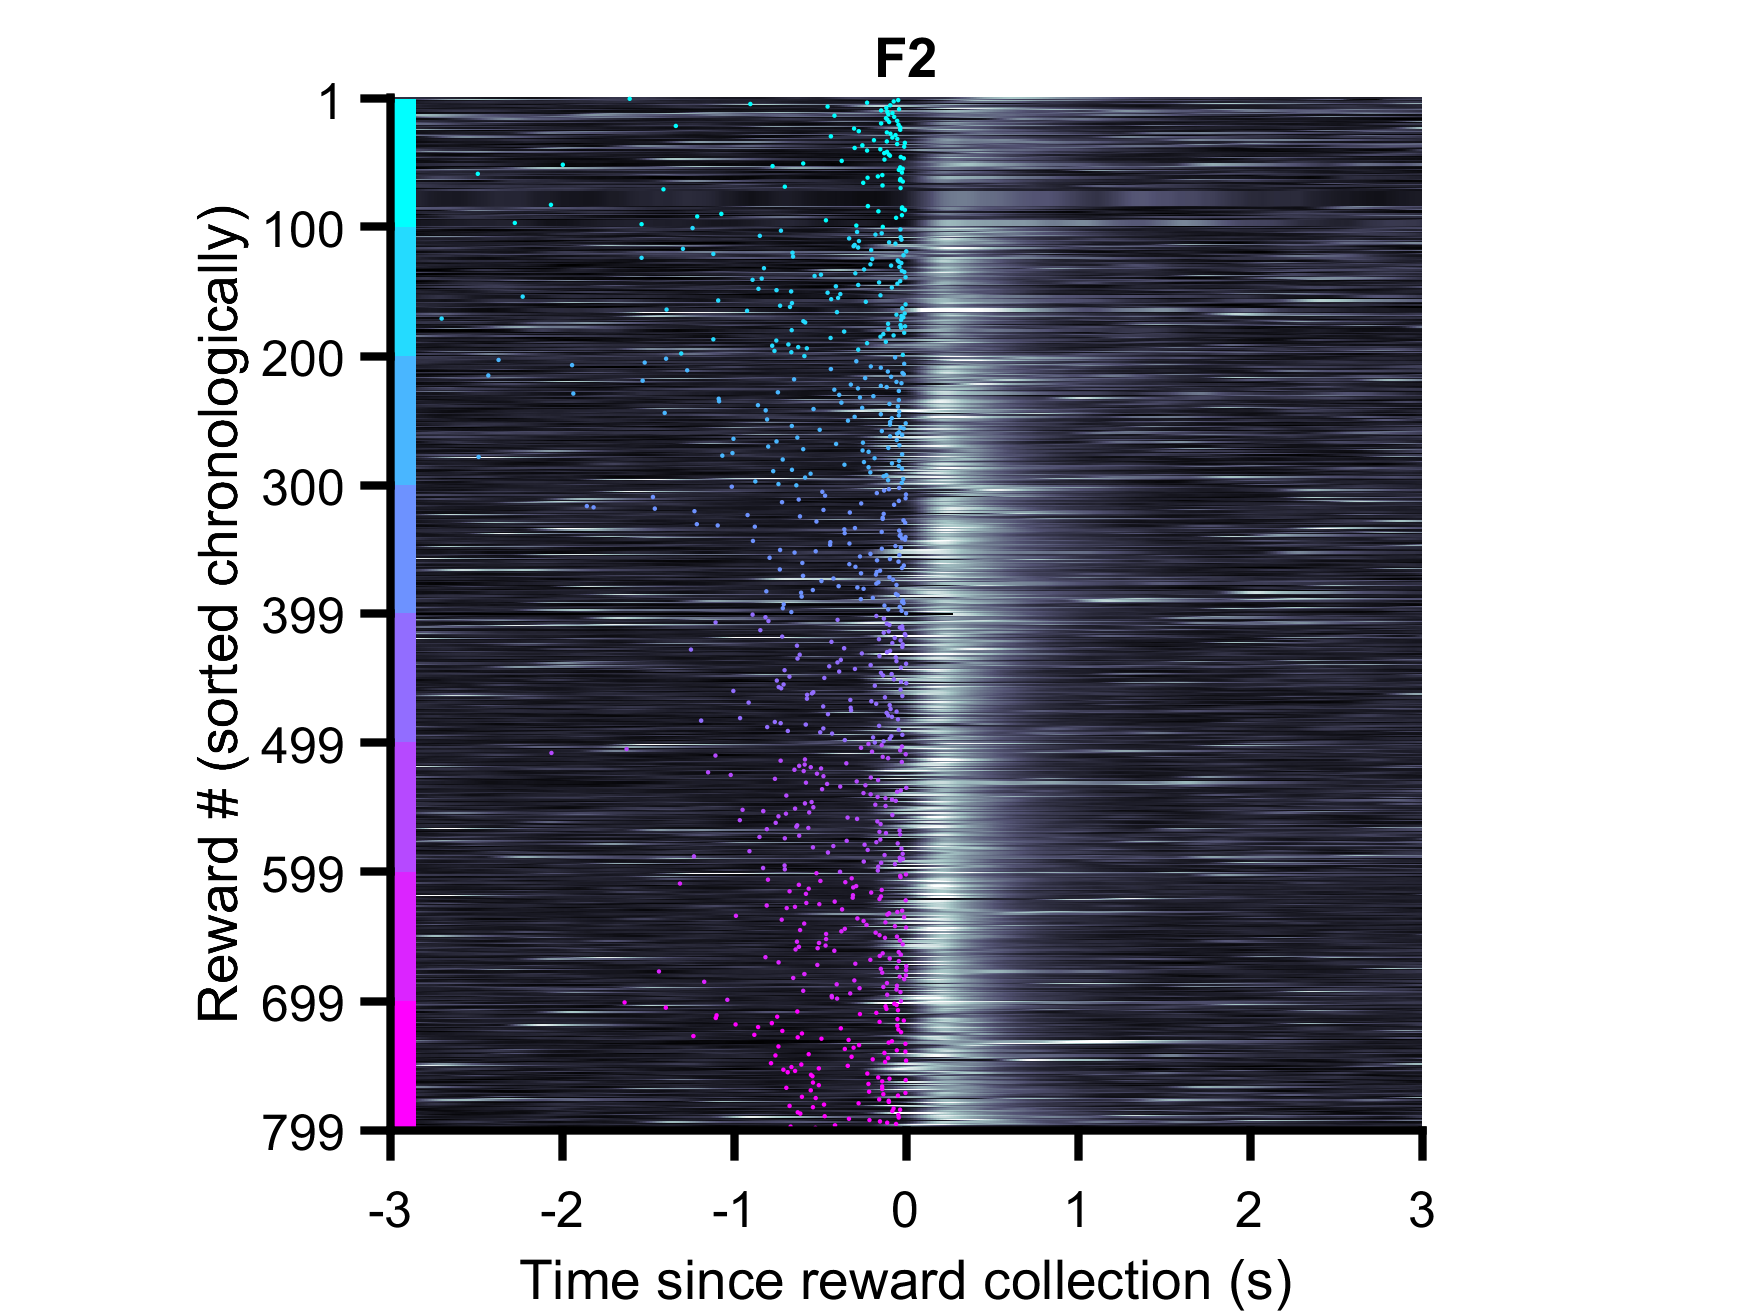 F2
Reward # (sorted chronologically)
1
100
200
300
399
499
599
699
799
-3 -2 -1 0 1 2 3
Time since reward collection (s)